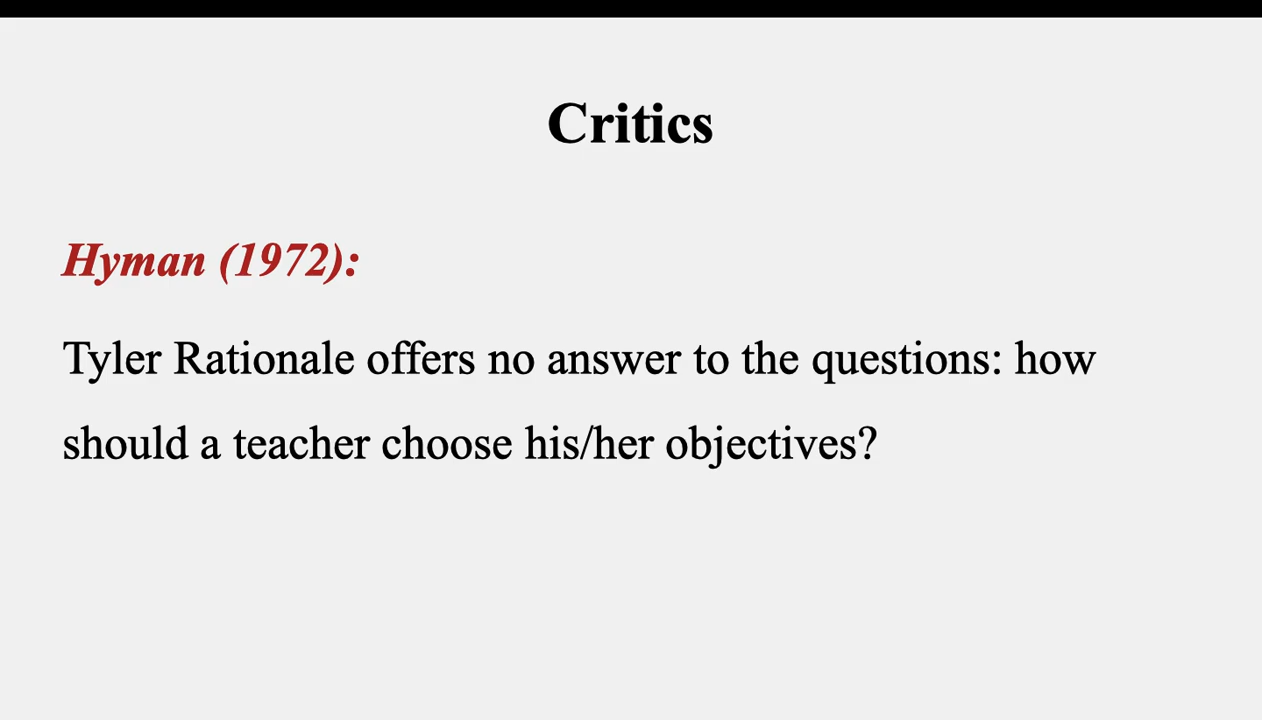 Critics
Hyman (1972):
Tyler Rationale offers no answer to the questions: how
should a teacher choose his/her objectives?